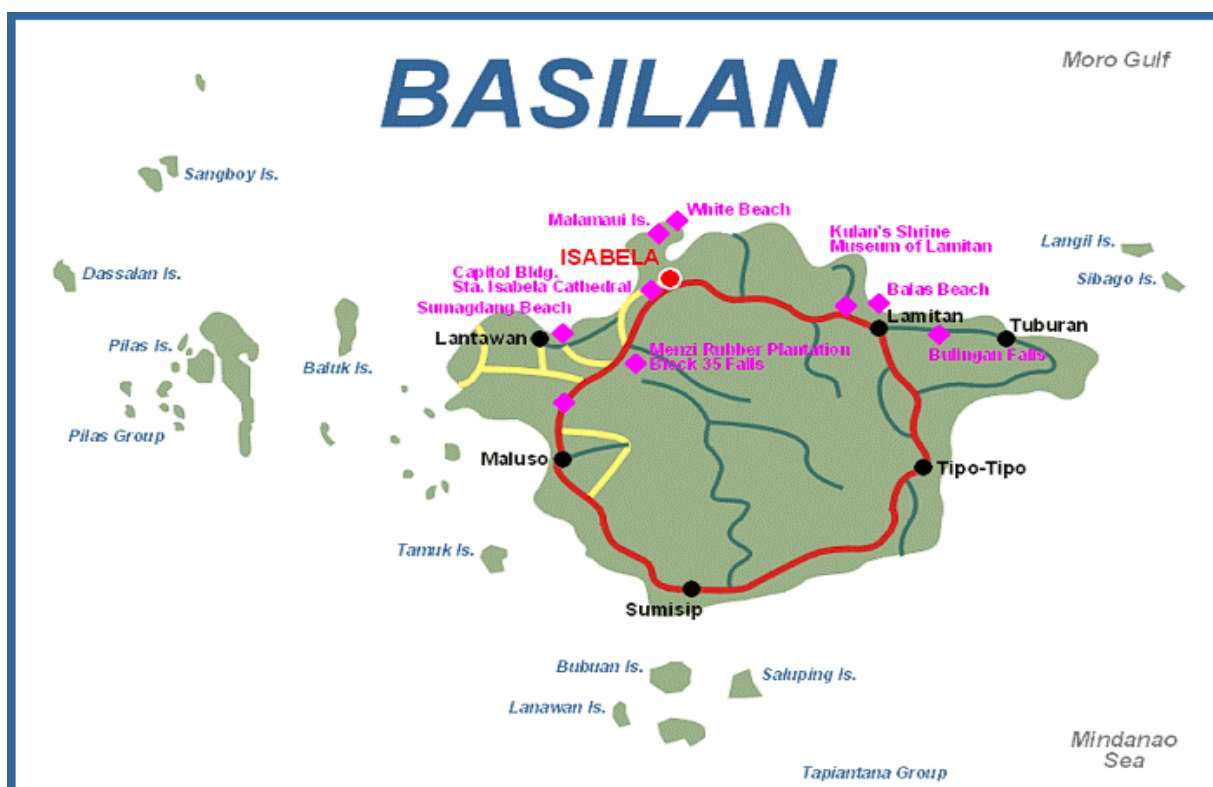 BASILAN
Moro Gulf
Sangboy Is.
White Beach
Malamaui Is.
Kulan's Shrine
Museum of Lamitan
Langil Is.
ISABELA
Capitol Bldg.
Sta. Isabela Cathedral
Dassalan Is.
Sibago Is.
Balas Beach
Sumagdang Beach
Lamitan
Tuburan
Lantawan
Pilas Is.
Menzi Rubber Plantation
Block 35 Falls
Bulingan Falls
Baluk Is.
Pilas Group
Maluso
Tipo-Tipo
Tamuk Is.
Sumisip
Bubuan Is.
Saluping Is.
Lanawan Is.
Mindanao
Sea
Tapiantana Group